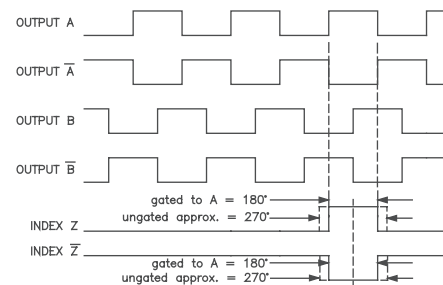 OUTPUT A
OUTPUT A̅
OUTPUT B
OUTPUT B̅
gated to A = 180°
ungated approx. = 270°
INDEX Z
INDEX Z̅
gated to A = 180°
ungated approx. = 270°